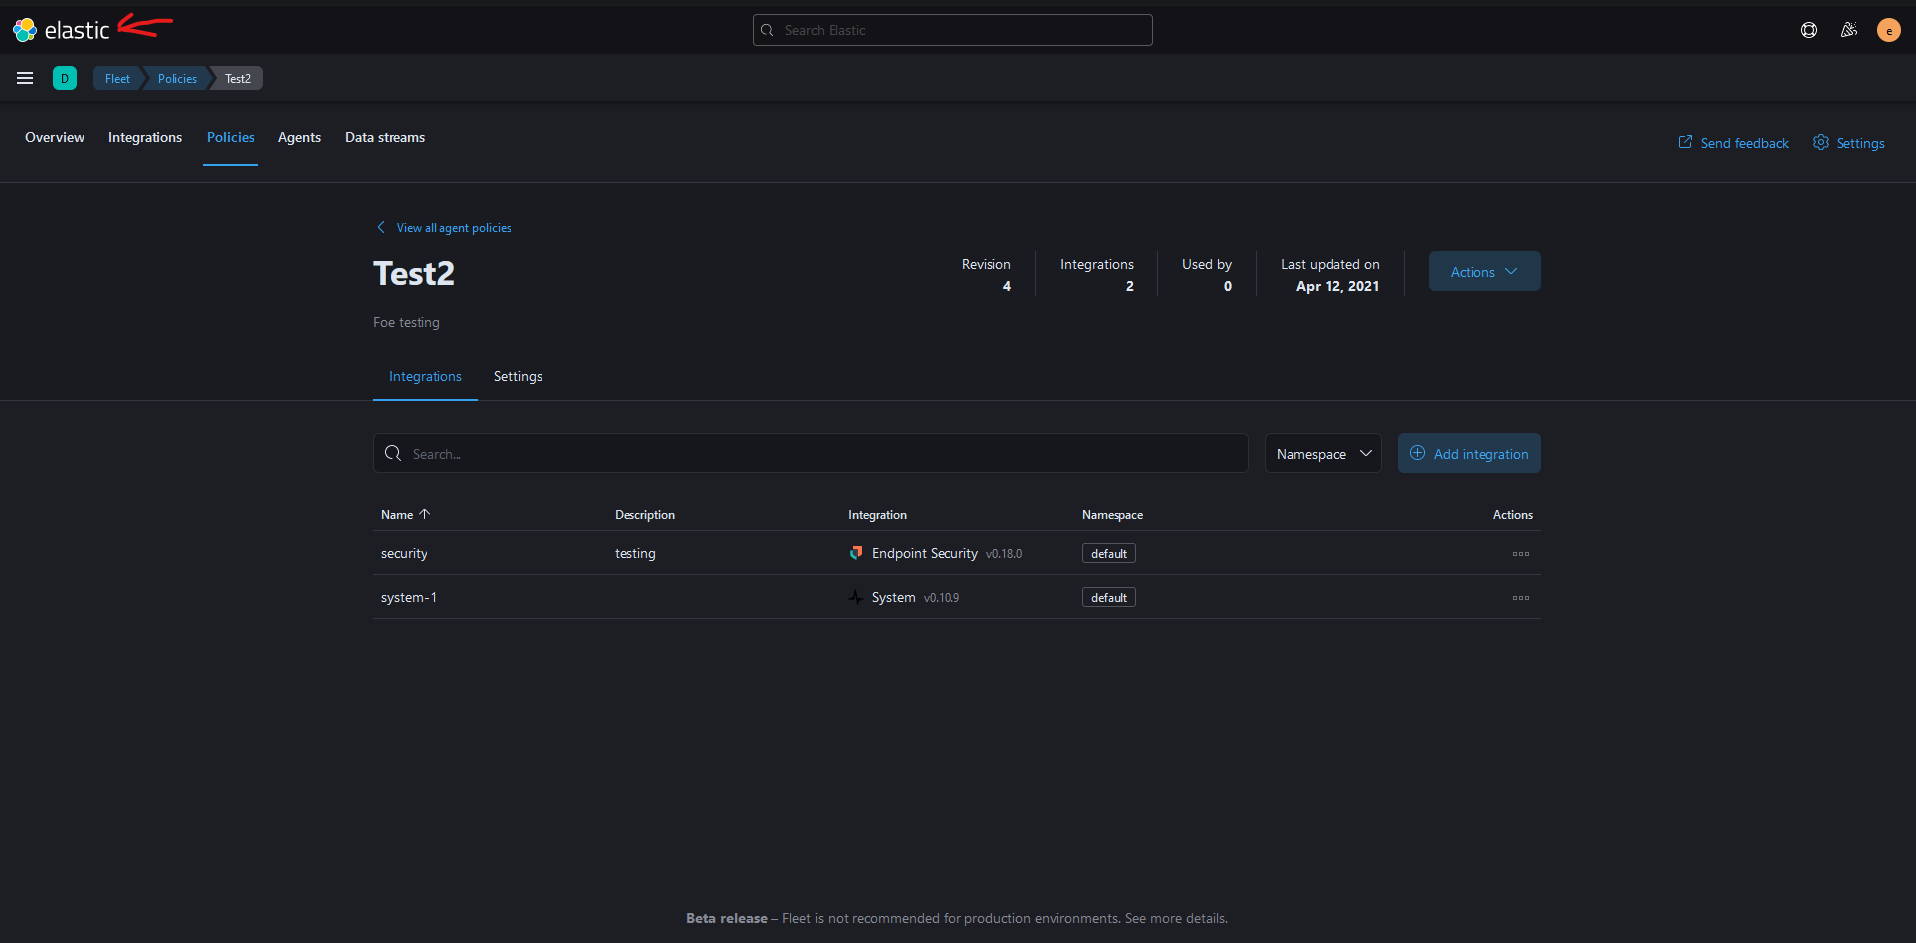 elastic
Search Elastic
e
D
Fleet
Policies
Test2
Overview
Integrations
Policies
Agents
Data streams
Send feedback
Settings
View all agent policies
Test2
Revision
4
Integrations
2
Used by
0
Last updated on
Apr 12, 2021
Actions
Foe testing
Integrations
Settings
Search...
Namespace
Add integration
Name Description Integration Namespace Actions
security testing Endpoint Security v0.18.0 default
system-1 System v0.10.9 default
Beta release – Fleet is not recommended for production environments. See more details.